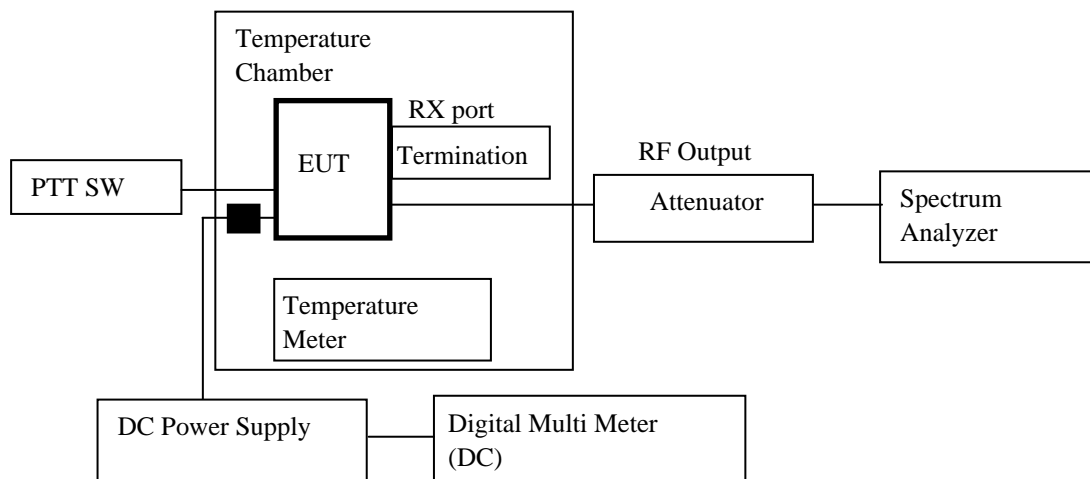 Temperature
Chamber
RX port
EUT
Termination
RF Output
PTT SW
Attenuator
Spectrum
Analyzer
Temperature
Meter
DC Power Supply
Digital Multi Meter
(DC)